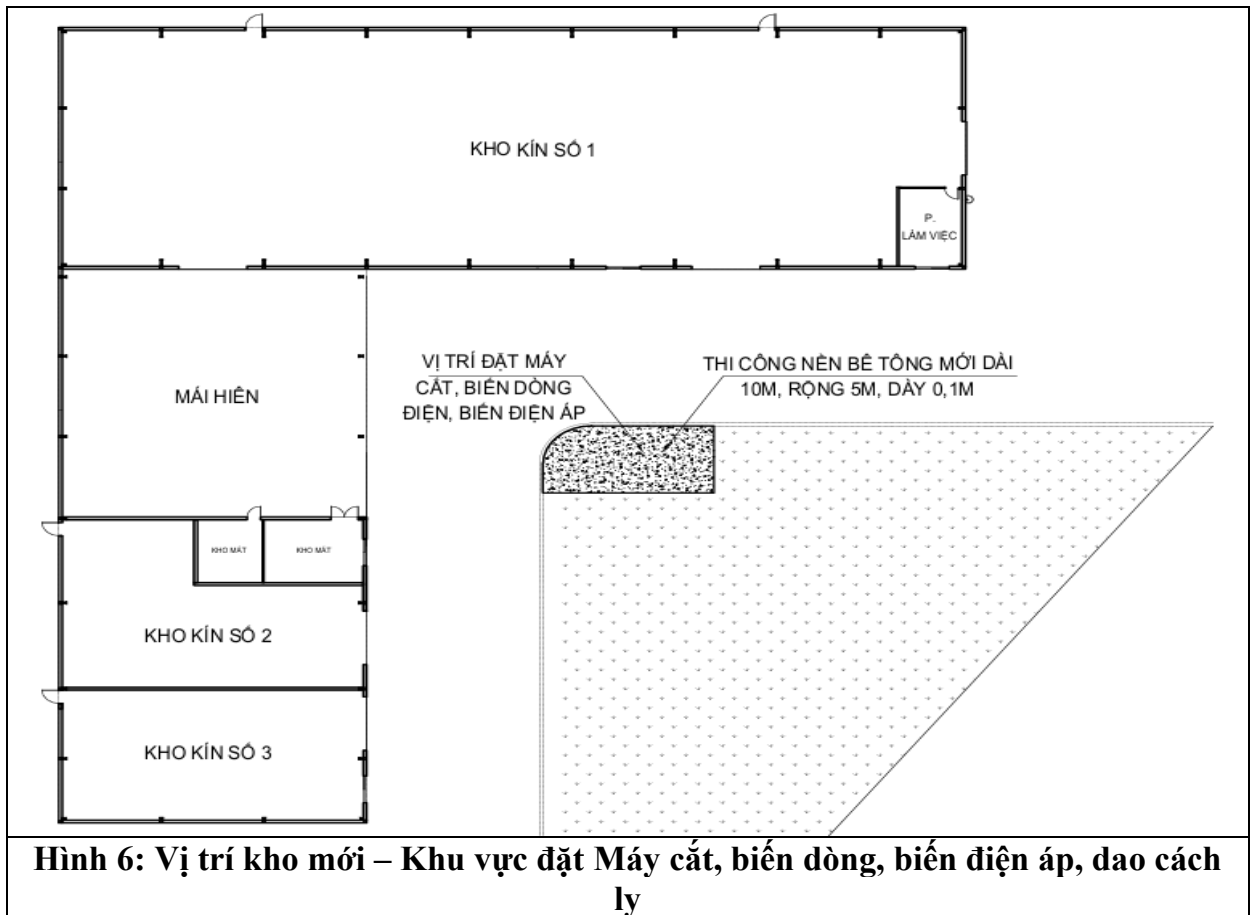 KHO KÍN SỐ 1
P.
LÀM VIỆC
VỊ TRÍ ĐẶT MÁY
CẮT, BIẾN DÒNG
ĐIỆN, BIẾN ĐIỆN ÁP
THI CÔNG NỀN BÊ TÔNG MỚI DÀI
10M, RỘNG 5M, DÀY 0,1M
MÁI HIÊN
KHO MÁT
KHO MÁT
KHO KÍN SỐ 2
KHO KÍN SỐ 3
Hình 6: Vị trí kho mới – Khu vực đặt Máy cắt, biến dòng, biến điện áp, dao cách
ly